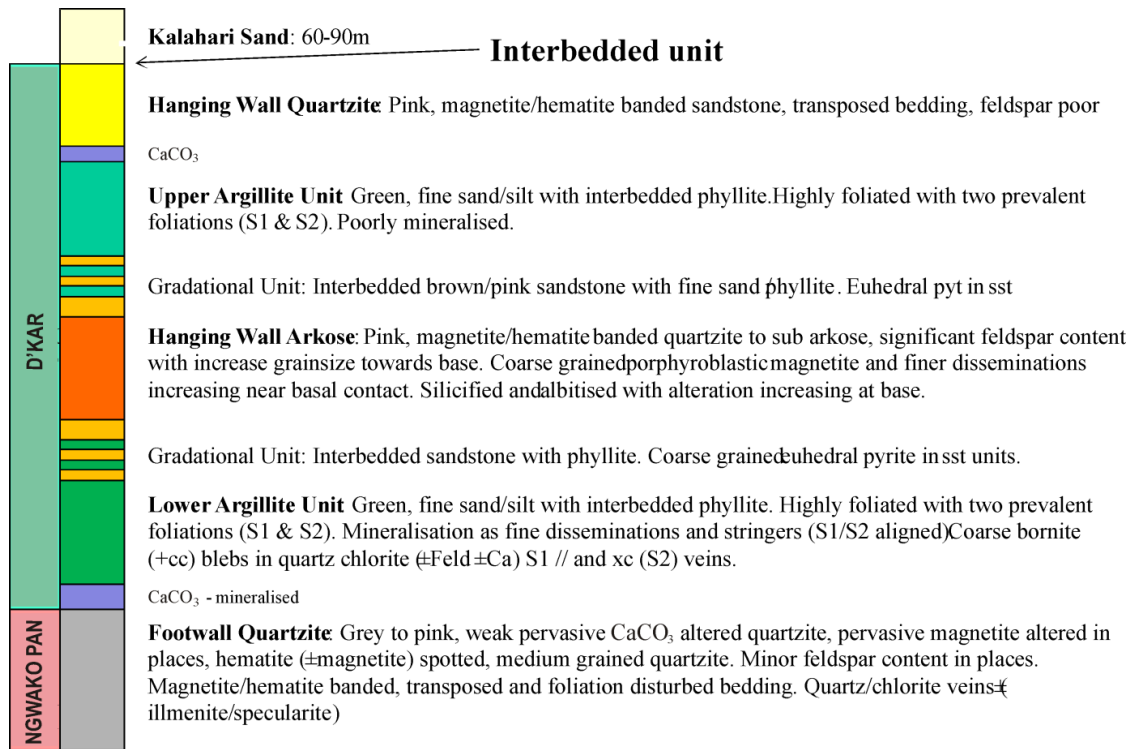 Kalahari Sand: 60-90m
Interbedded unit
Hanging Wall Quartzite: Pink, magnetite/hematite banded sandstone, transposed bedding, feldspar poor
CaCO₃
Upper Argillite Unit: Green, fine sand/silt with interbedded phyllite.Highly foliated with two prevalent
foliations (S1 & S2). Poorly mineralised.
Gradational Unit: Interbedded brown/pink sandstone with fine sand /phyllite. Euhedral pyt in sst
D'KAR
Hanging Wall Arkose: Pink, magnetite/hematite banded quartzite to sub arkose, significant feldspar content
with increase grainsize towards base. Coarse grained porphyroblastic magnetite and finer disseminations
increasing near basal contact. Silicified and albitised with alteration increasing at base.
Gradational Unit: Interbedded sandstone with phyllite. Coarse grained euhedral pyrite in sst units.
Lower Argillite Unit: Green, fine sand/silt with interbedded phyllite. Highly foliated with two prevalent
foliations (S1 & S2). Mineralisation as fine disseminations and stringers (S1/S2 aligned)Coarse bornite
(+cc) blebs in quartz chlorite (±Feld ±Ca) S1 // and xc (S2) veins.
CaCO₃ - mineralised
NGWAKO PAN
Footwall Quartzite: Grey to pink, weak pervasive CaCO₃ altered quartzite, pervasive magnetite altered in
places, hematite (±magnetite) spotted, medium grained quartzite. Minor feldspar content in places.
Magnetite/hematite banded, transposed and foliation disturbed bedding. Quartz/chlorite veins (±
illmenite/specularite)